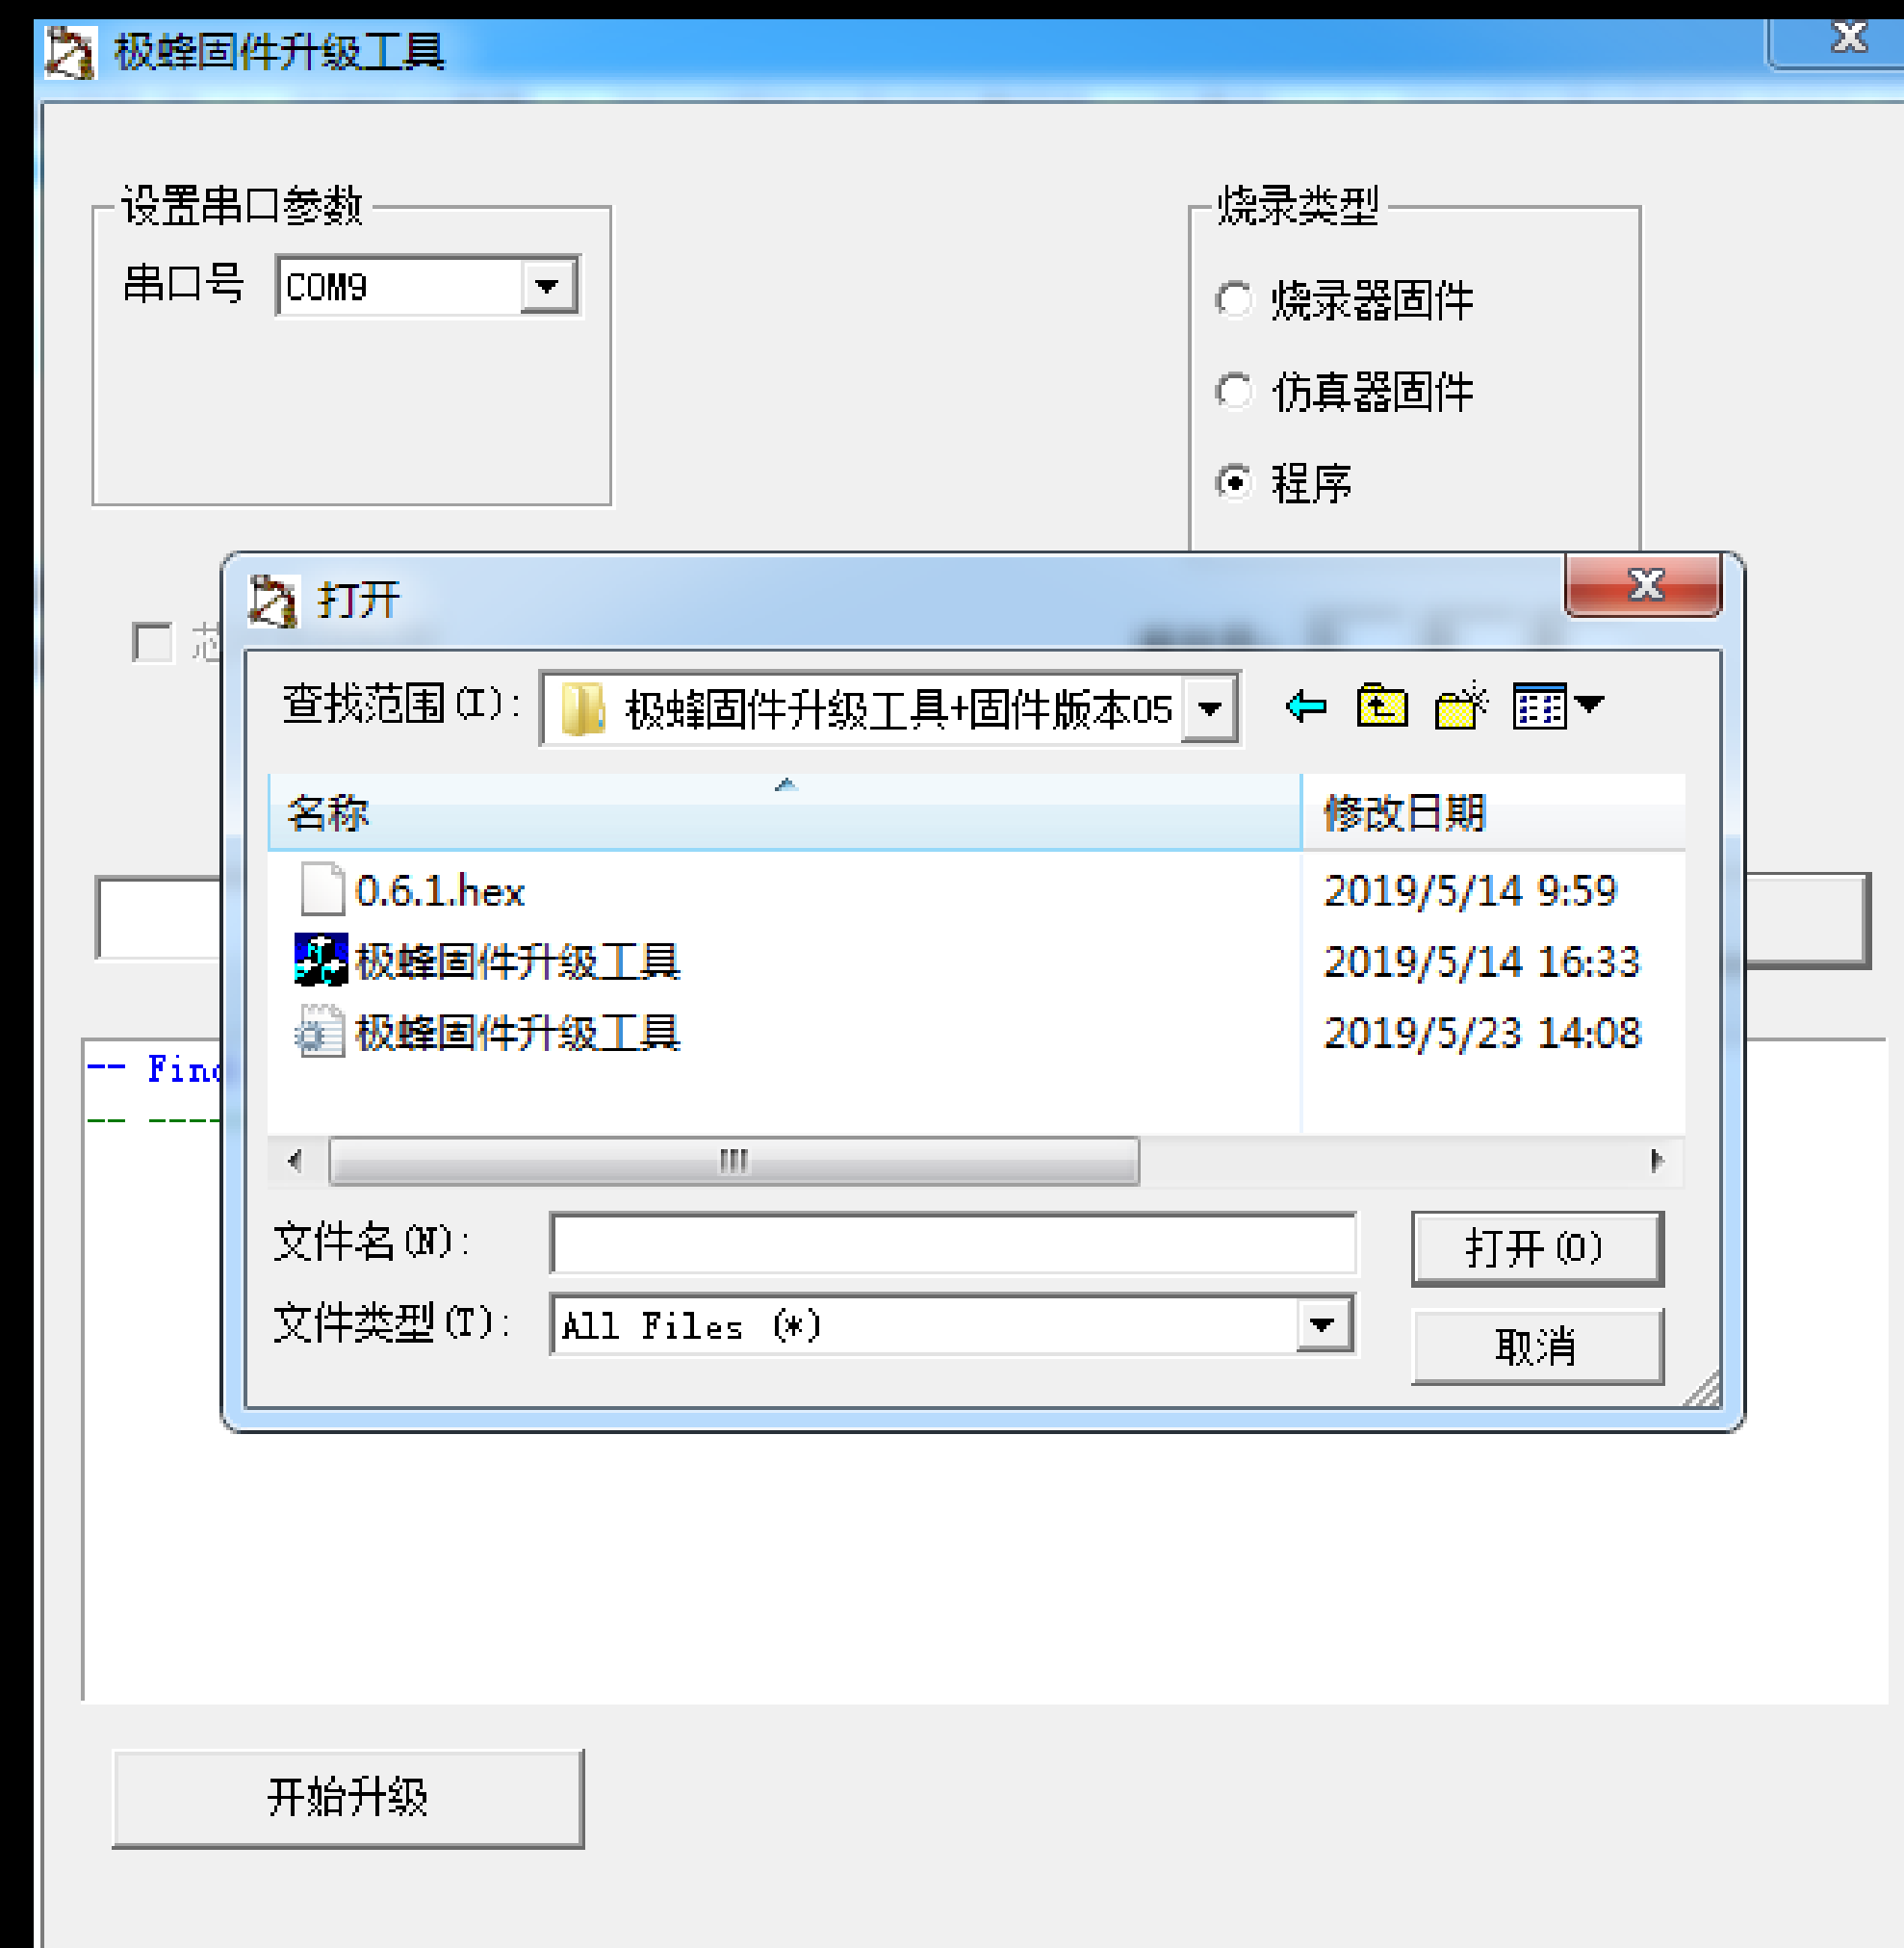 极蜂固件升级工具
设置串口参数
串口号 COM9
烧录类型
烧录器固件
仿真器固件
程序
打开
查找范围(I): 极蜂固件升级工具+固件版本05
名称 修改日期
0.6.1.hex 2019/5/14 9:59
极蜂固件升级工具 2019/5/14 16:33
极蜂固件升级工具 2019/5/23 14:08
-- Find
-- ----
文件名(N): 打开(O)
文件类型(T): All Files (*)
取消
开始升级